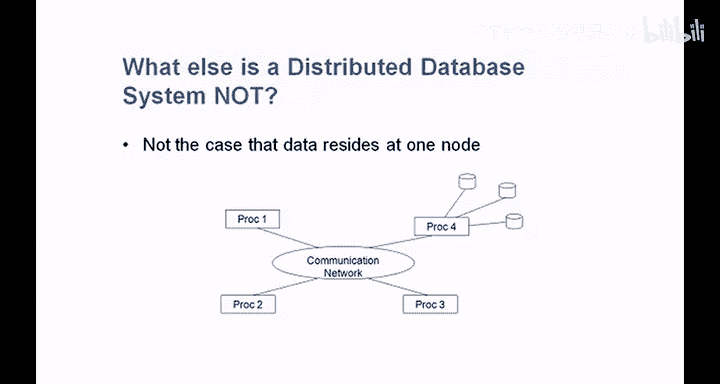 bilibili
What else is a Distributed Database
System NOT?
• Not the case that data resides at one node
Proc 1
Proc 4
Communication
Network
Proc 2
Proc 3